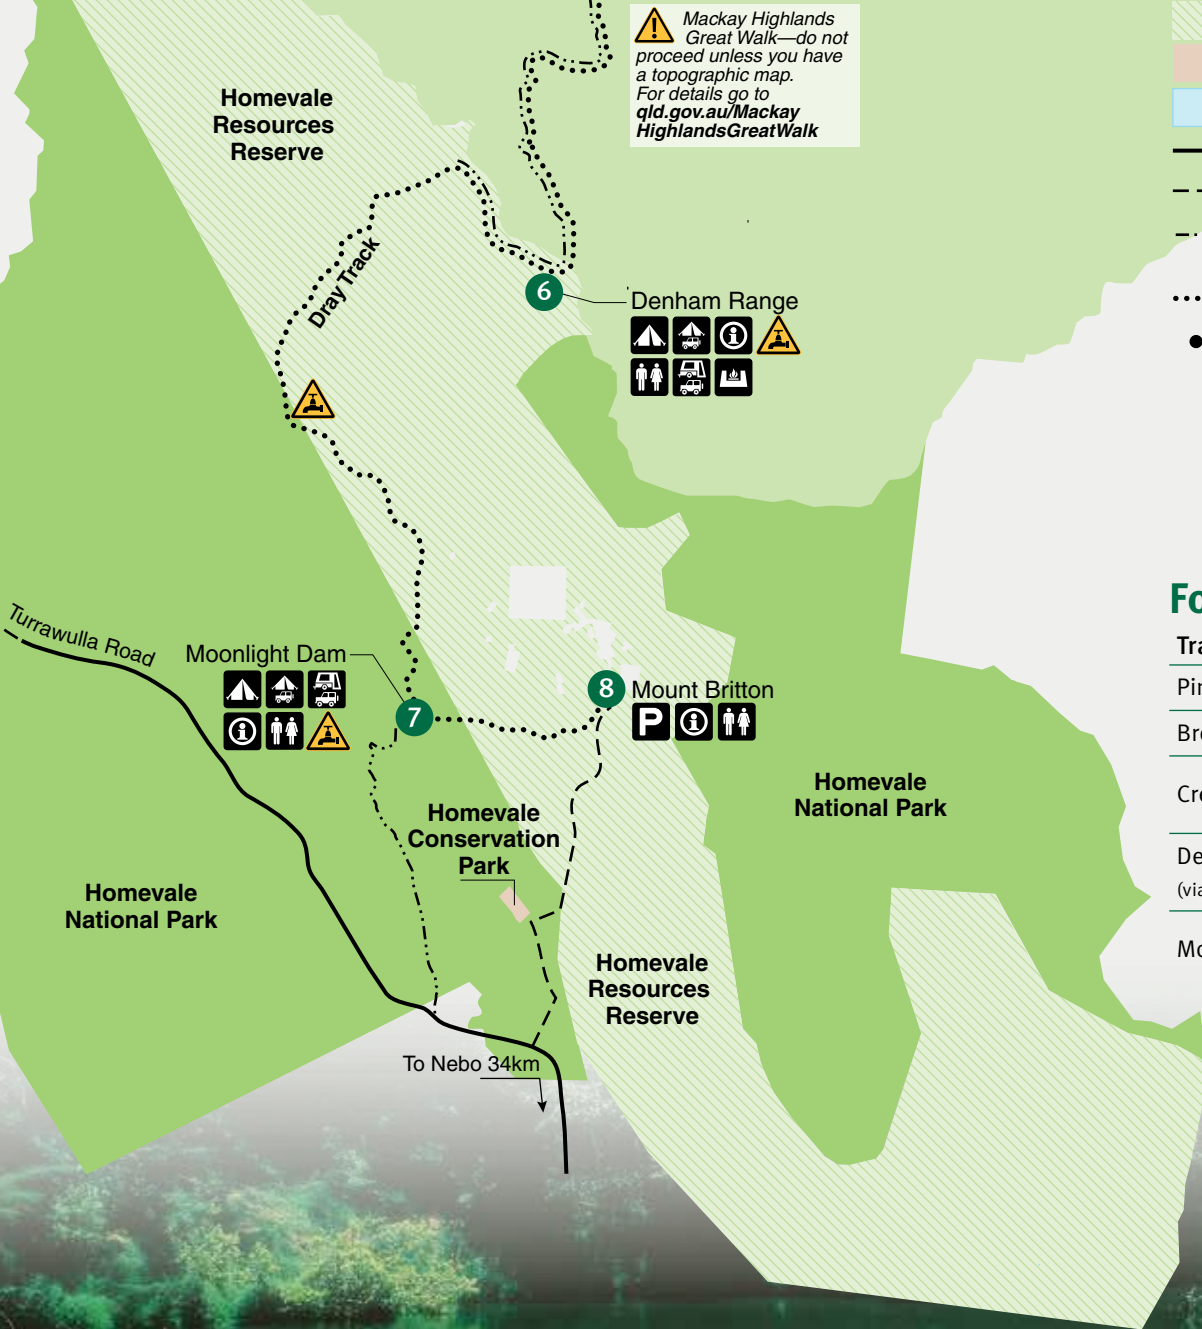 Mackay Highlands
Great Walk—do not
proceed unless you have
a topographic map.
For details go to
qld.gov.au/Mackay
HighlandsGreatWalk
Homevale
Resources
Reserve
Dray Track
6
Denham Range
Turrawulla Road
Moonlight Dam
7
8
Mount Britton
P
Homevale
National Park
Homevale
Conservation
Park
Homevale
National Park
Homevale
Resources
Reserve
To Nebo 34km
Fo
Tra
Pin
Bro
Cre
De
(via
Mo